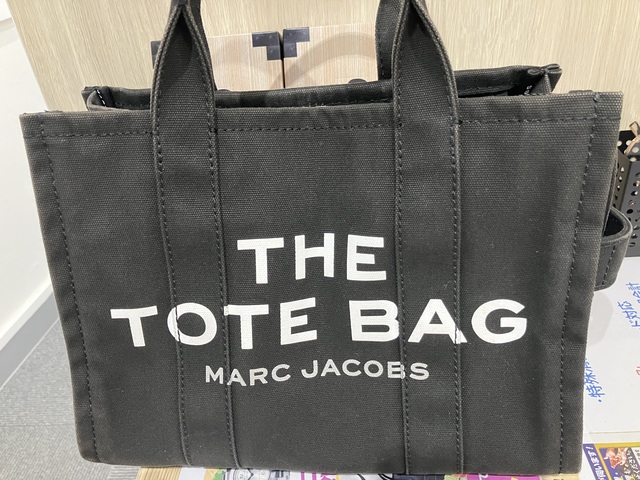 THE
TOTE BAG
MARC JACOBS